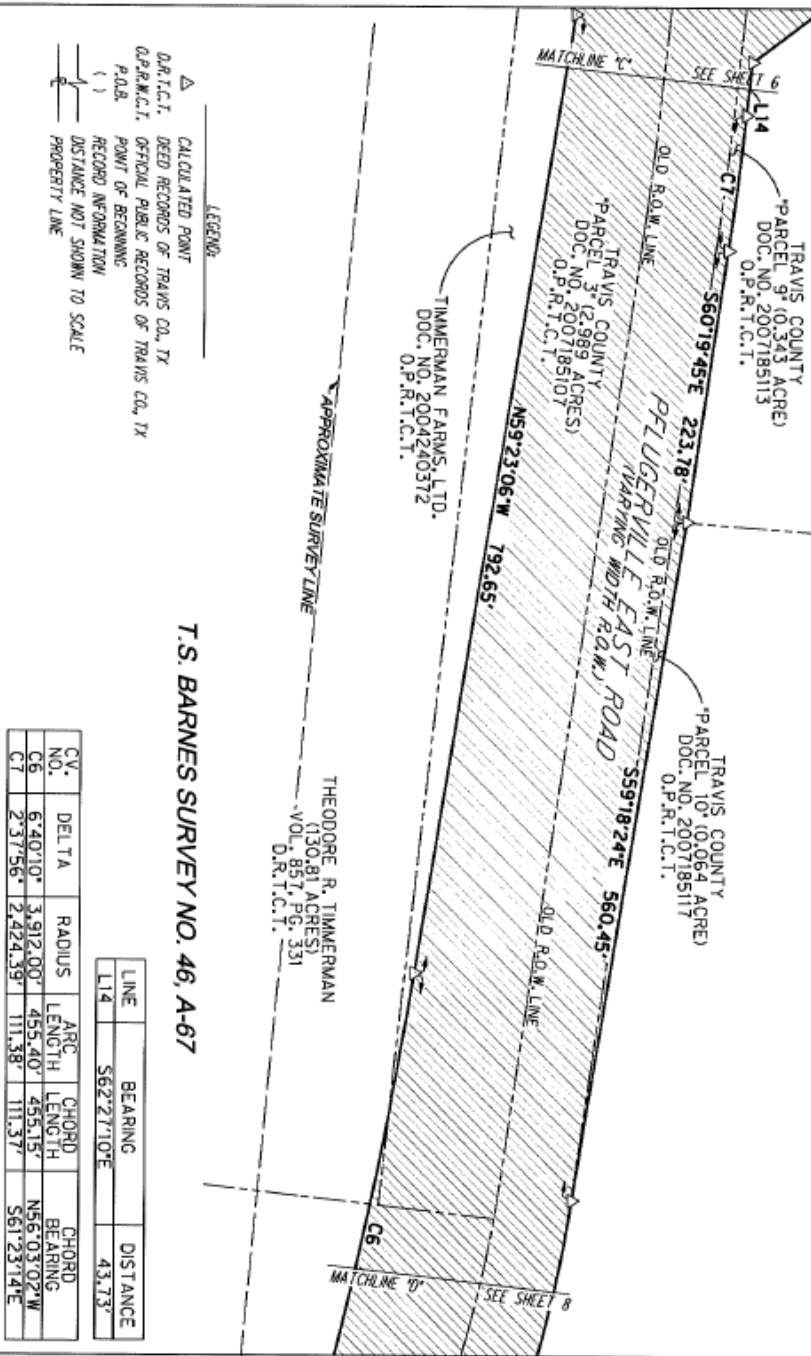 MATCHLINE "C"
SEE SHEET 6
L14
C7
TRAVIS COUNTY
"PARCEL 9" (0.343 ACRE)
DOC. NO. 2007185113
O.P.R.T.C.T.
OLD R.O.W. LINE
S60°19'45"E 223.78'
TRAVIS COUNTY
"PARCEL 3" (2.989 ACRES)
DOC. NO. 2007185107
O.P.R.T.C.T.
PFLUGERVILLE EAST ROAD
(VARYING WIDTH R.O.W.)
OLD R.O.W. LINE
TRAVIS COUNTY
"PARCEL 10" (0.064 ACRE)
DOC. NO. 2007185117
O.P.R.T.C.T.
S59°18'24"E 560.45'
OLD R.O.W. LINE
N59°23'06"W 792.65'
TIMMERMAN FARMS, LTD.
DOC. NO. 2004240372
O.P.R.T.C.T.
APPROXIMATE SURVEY LINE
THEODORE R. TIMMERMAN
(130.81 ACRES)
VOL. 857, PG. 331
D.R.T.C.T.
C6
MATCHLINE "D"
SEE SHEET 8
LEGEND:
CALCULATED POINT
D.R.T.C.T. DEED RECORDS OF TRAVIS CO., TX
O.P.R.W.C.T. OFFICIAL PUBLIC RECORDS OF TRAVIS CO., TX
P.O.B. POINT OF BEGINNING
( ) RECORD INFORMATION
DISTANCE NOT SHOWN TO SCALE
PROPERTY LINE
T.S. BARNES SURVEY NO. 46, A-67
LINE BEARING DISTANCE
L14 S62°27'10"E 43.73'
CV. NO. DELTA RADIUS ARC LENGTH CHORD LENGTH CHORD BEARING
C6 6°40'10" 3,912.00' 455.40' 455.15' N56°03'02"W
C7 2°37'56" 2,424.39' 111.38' 111.37' S61°23'14"E